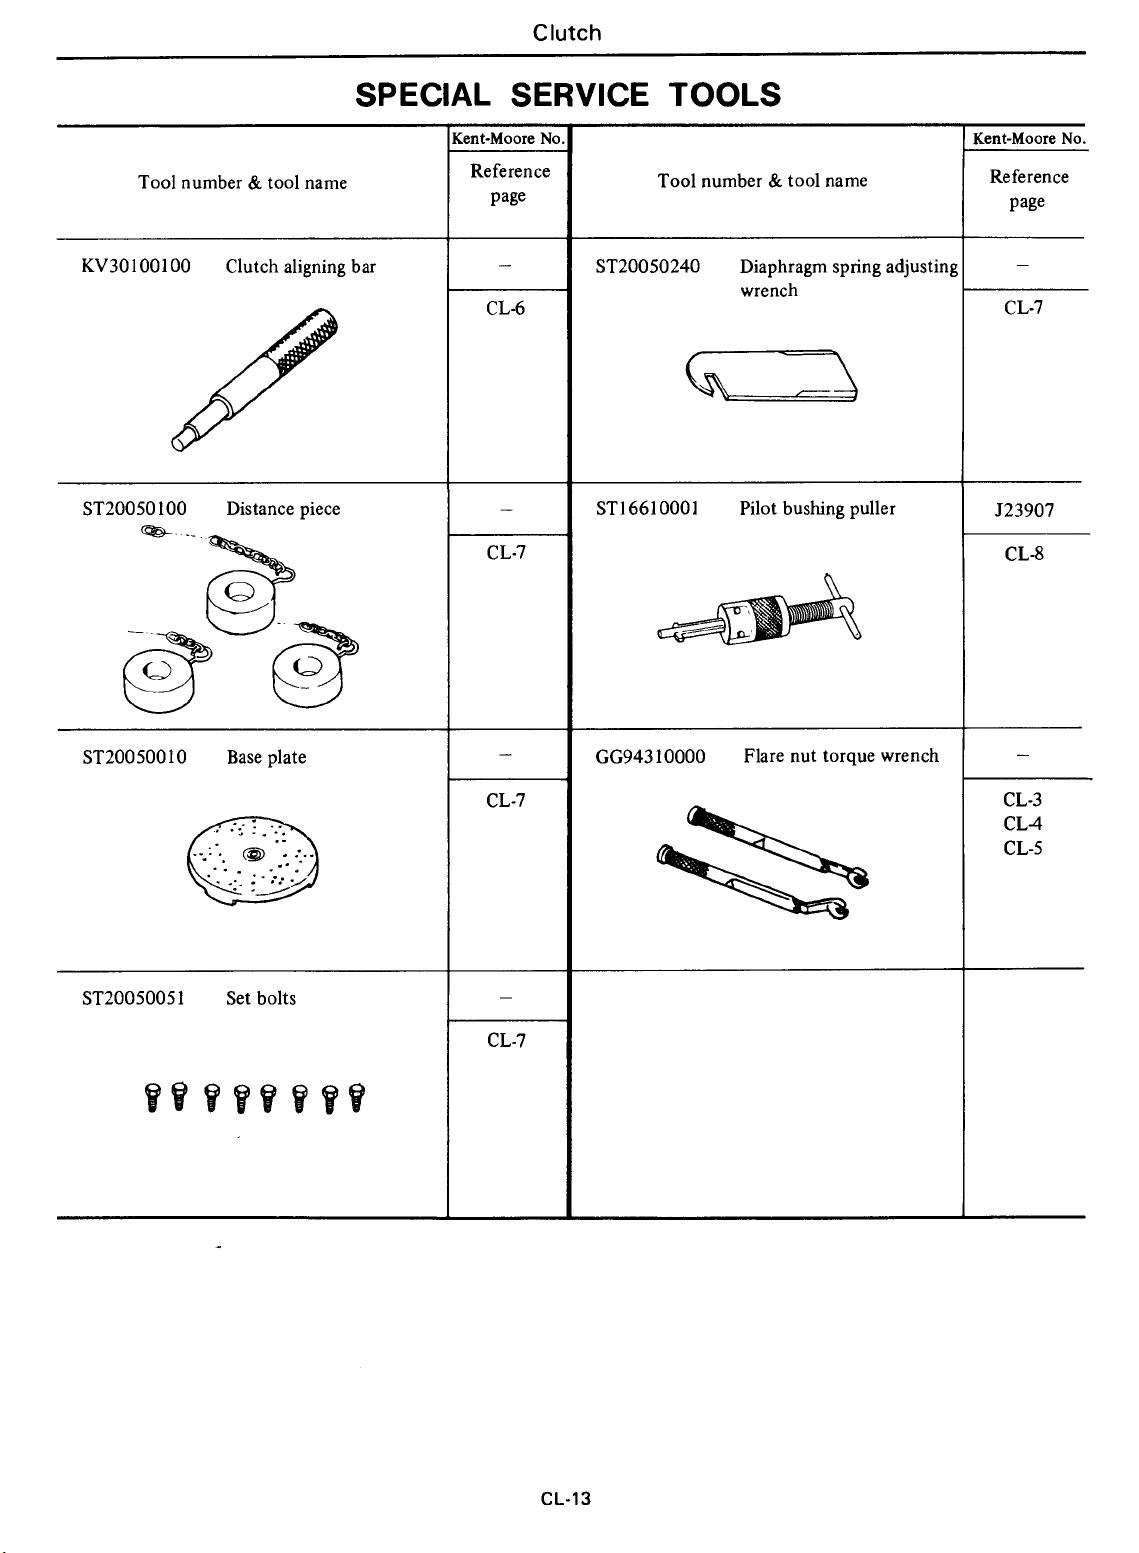 Clutch
SPECIAL SERVICE TOOLS
Tool number & tool name
Kent-Moore No.
Reference
page
Tool number & tool name
Kent-Moore No.
Reference
page
KV30100100 Clutch aligning bar
–
CL-6
ST20050240 Diaphragm spring adjusting
wrench
–
CL-7
ST20050100 Distance piece
–
CL-7
ST16610001 Pilot bushing puller
J23907
CL-8
ST20050010 Base plate
–
CL-7
GG94310000 Flare nut torque wrench
–
CL-3
CL-4
CL-5
ST20050051 Set bolts
–
CL-7
CL-13